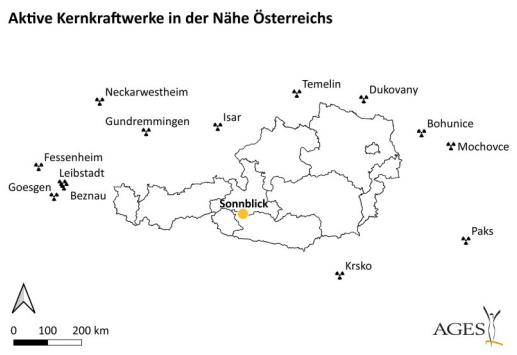 Aktive Kernkraftwerke in der Nähe Österreichs
Temelin
Dukovany
Neckarwestheim
Gundremmingen
Isar
Bohunice
Mochovce
Fessenheim
Leibstadt
Goesgen
Beznau
Sonnblick
Paks
Krsko
0 100 200 km
AGES